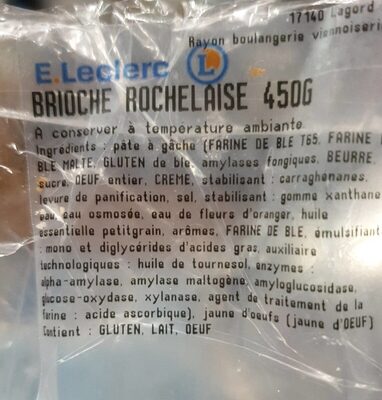 17140 Lagord
Rayon boulangerie viennoiserie
E.Leclerc L
BRIOCHE ROCHELAISE 450G
A conserver à température ambiante
Ingrédients : pâte à gâche (FARINE DE BLE T65, FARINE
BLE MALTE, GLUTEN de blé, amylases fongiques, BEURRE,
sucre, OEUF entier, CREME, stabilisant : carraghénanes,
levure de panification, sel, stabilisant : gomme xanthane
eau, eau osmosée, eau de fleurs d'oranger, huile
essentielle petitgrain, arômes, FARINE DE BLE, émulsifiant
: mono et diglycérides d'acides gras, auxiliaire
technologiques : huile de tournesol, enzymes :
alpha-amylase, amylase maltogène, amyloglucosidase,
glucose-oxydase, xylanase, agent de traitement de la
farine : acide ascorbique), jaune d'oeufs (jaune d'OEUF)
Contient : GLUTEN, LAIT, OEUF